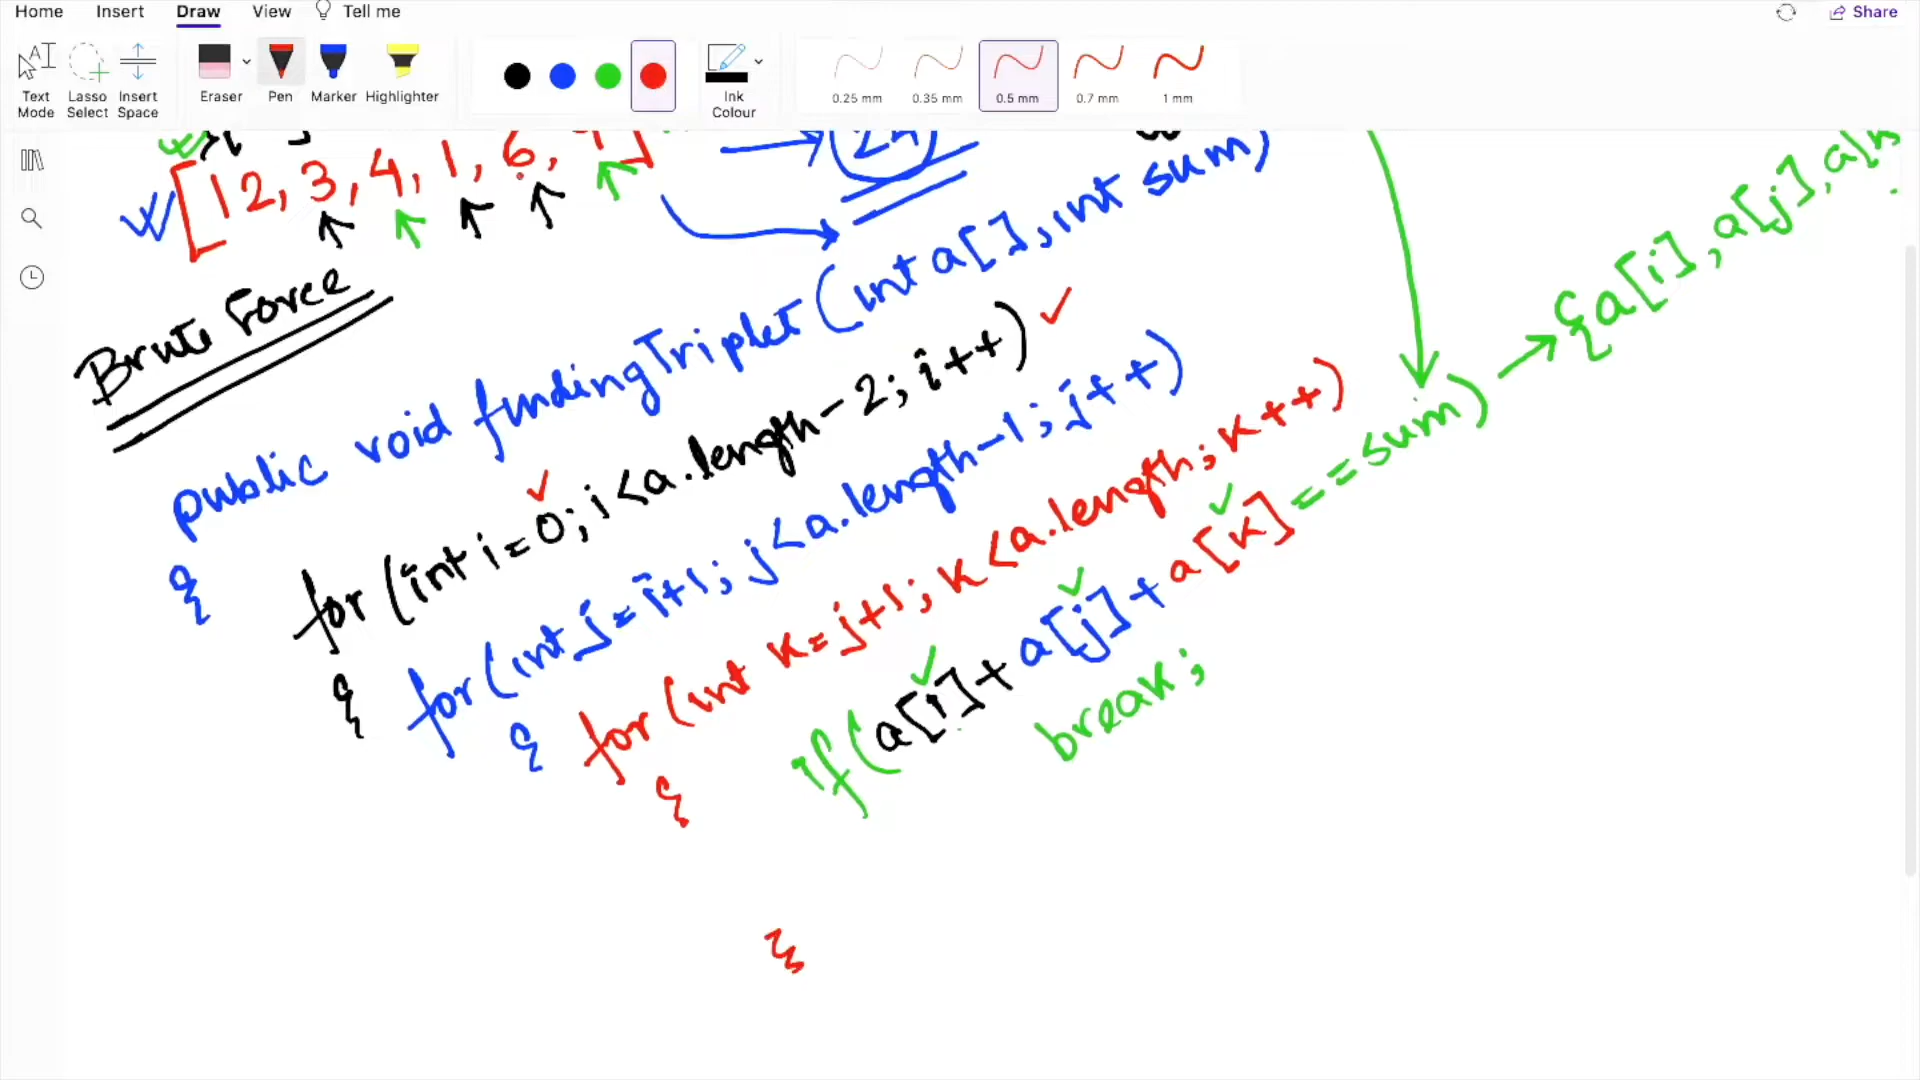 Home Insert Draw View Tell me
Share
Text Mode
Lasso Select
Insert Space
Eraser
Pen
Marker
Highlighter
Ink Colour
0.25 mm
0.35 mm
0.5 mm
0.7 mm
1 mm
[12, 3, 4, 1, 6, 9]
24
Brute Force
public void findingTriplet(int a[], int sum)
{
for(int i=0; i<a.length-2; i++)
{
for(int j=i+1; j<a.length-1; j++)
{
for(int k=j+1; k<a.length; k++)
{
if(a[i]+a[j]+a[k]==sum) → {a[i], a[j], a[k
break;
}